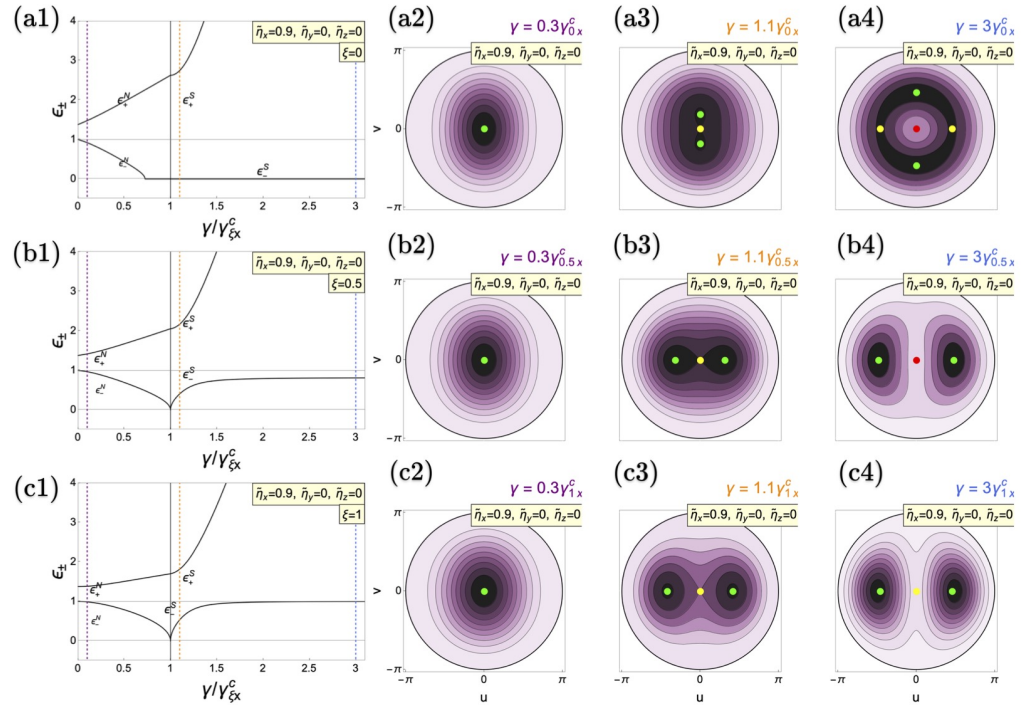 (a1)
4
3
2
1
0
ϵ±
0
0.5
1
1.5
2
2.5
3
γ/γ^c_ξx
η̃x=0.9, η̃y=0, η̃z=0
ξ=0
ϵ^N_+
ϵ^S_+
ϵ^N_-
ϵ^S_-
(a2)
γ = 0.3γ^c_0x
η̃x=0.9, η̃y=0, η̃z=0
π
v
0
-π
(a3)
γ = 1.1γ^c_0x
η̃x=0.9, η̃y=0, η̃z=0
(a4)
γ = 3γ^c_0x
η̃x=0.9, η̃y=0, η̃z=0
(b1)
4
3
2
1
0
ϵ±
0
0.5
1
1.5
2
2.5
3
γ/γ^c_ξx
η̃x=0.9, η̃y=0, η̃z=0
ξ=0.5
ϵ^S_+
ϵ^N_+
ϵ^S_-
ϵ^N_-
(b2)
γ = 0.3γ^c_0.5x
η̃x=0.9, η̃y=0, η̃z=0
π
v
0
-π
(b3)
γ = 1.1γ^c_0.5x
η̃x=0.9, η̃y=0, η̃z=0
(b4)
γ = 3γ^c_0.5x
η̃x=0.9, η̃y=0, η̃z=0
(c1)
4
3
2
1
0
ϵ±
0
0.5
1
1.5
2
2.5
3
γ/γ^c_ξx
η̃x=0.9, η̃y=0, η̃z=0
ξ=1
ϵ^S_+
ϵ^N_+
ϵ^S_-
ϵ^N_-
(c2)
γ = 0.3γ^c_1x
η̃x=0.9, η̃y=0, η̃z=0
π
v
0
-π
-π
0
π
u
(c3)
γ = 1.1γ^c_1x
η̃x=0.9, η̃y=0, η̃z=0
-π
0
π
u
(c4)
γ = 3γ^c_1x
η̃x=0.9, η̃y=0, η̃z=0
-π
0
π
u